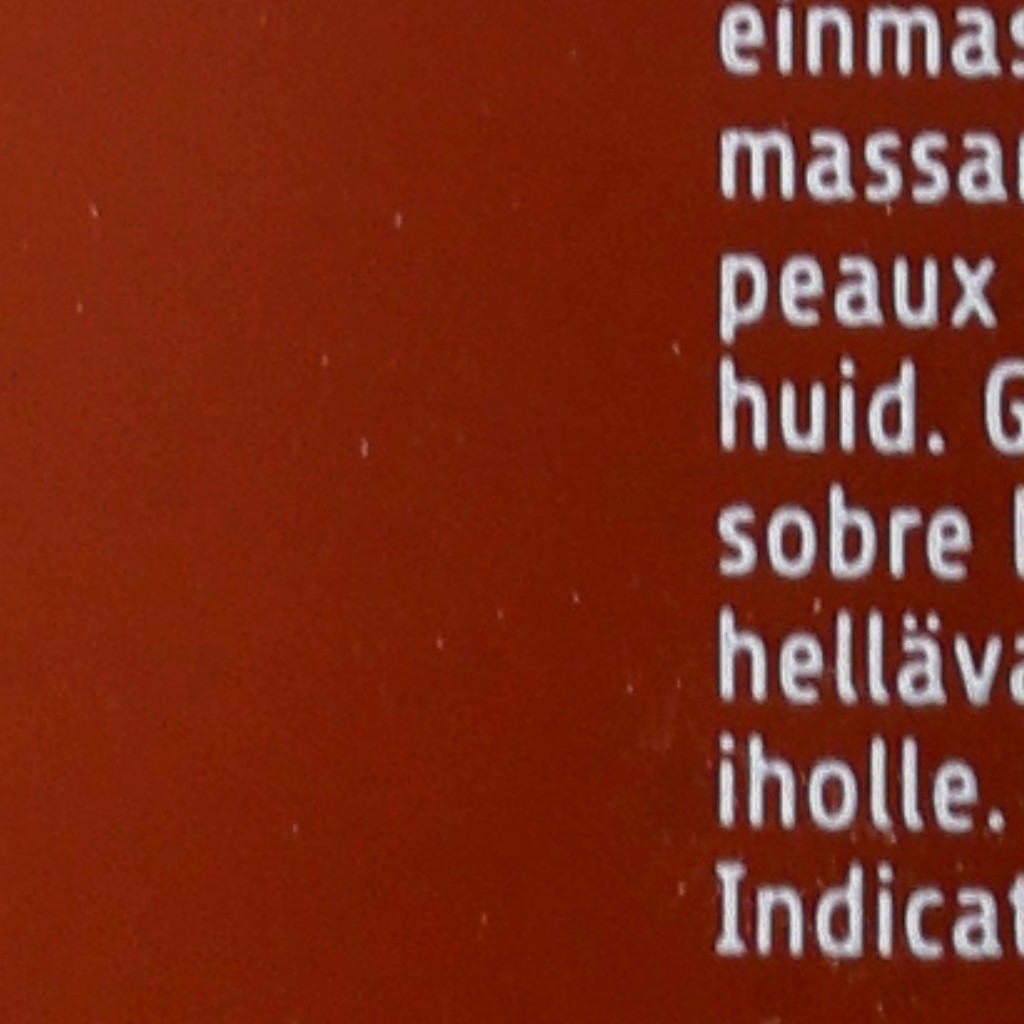 einmas
massa
peaux
huid. G
sobre
helläva
iholle.
Indicat